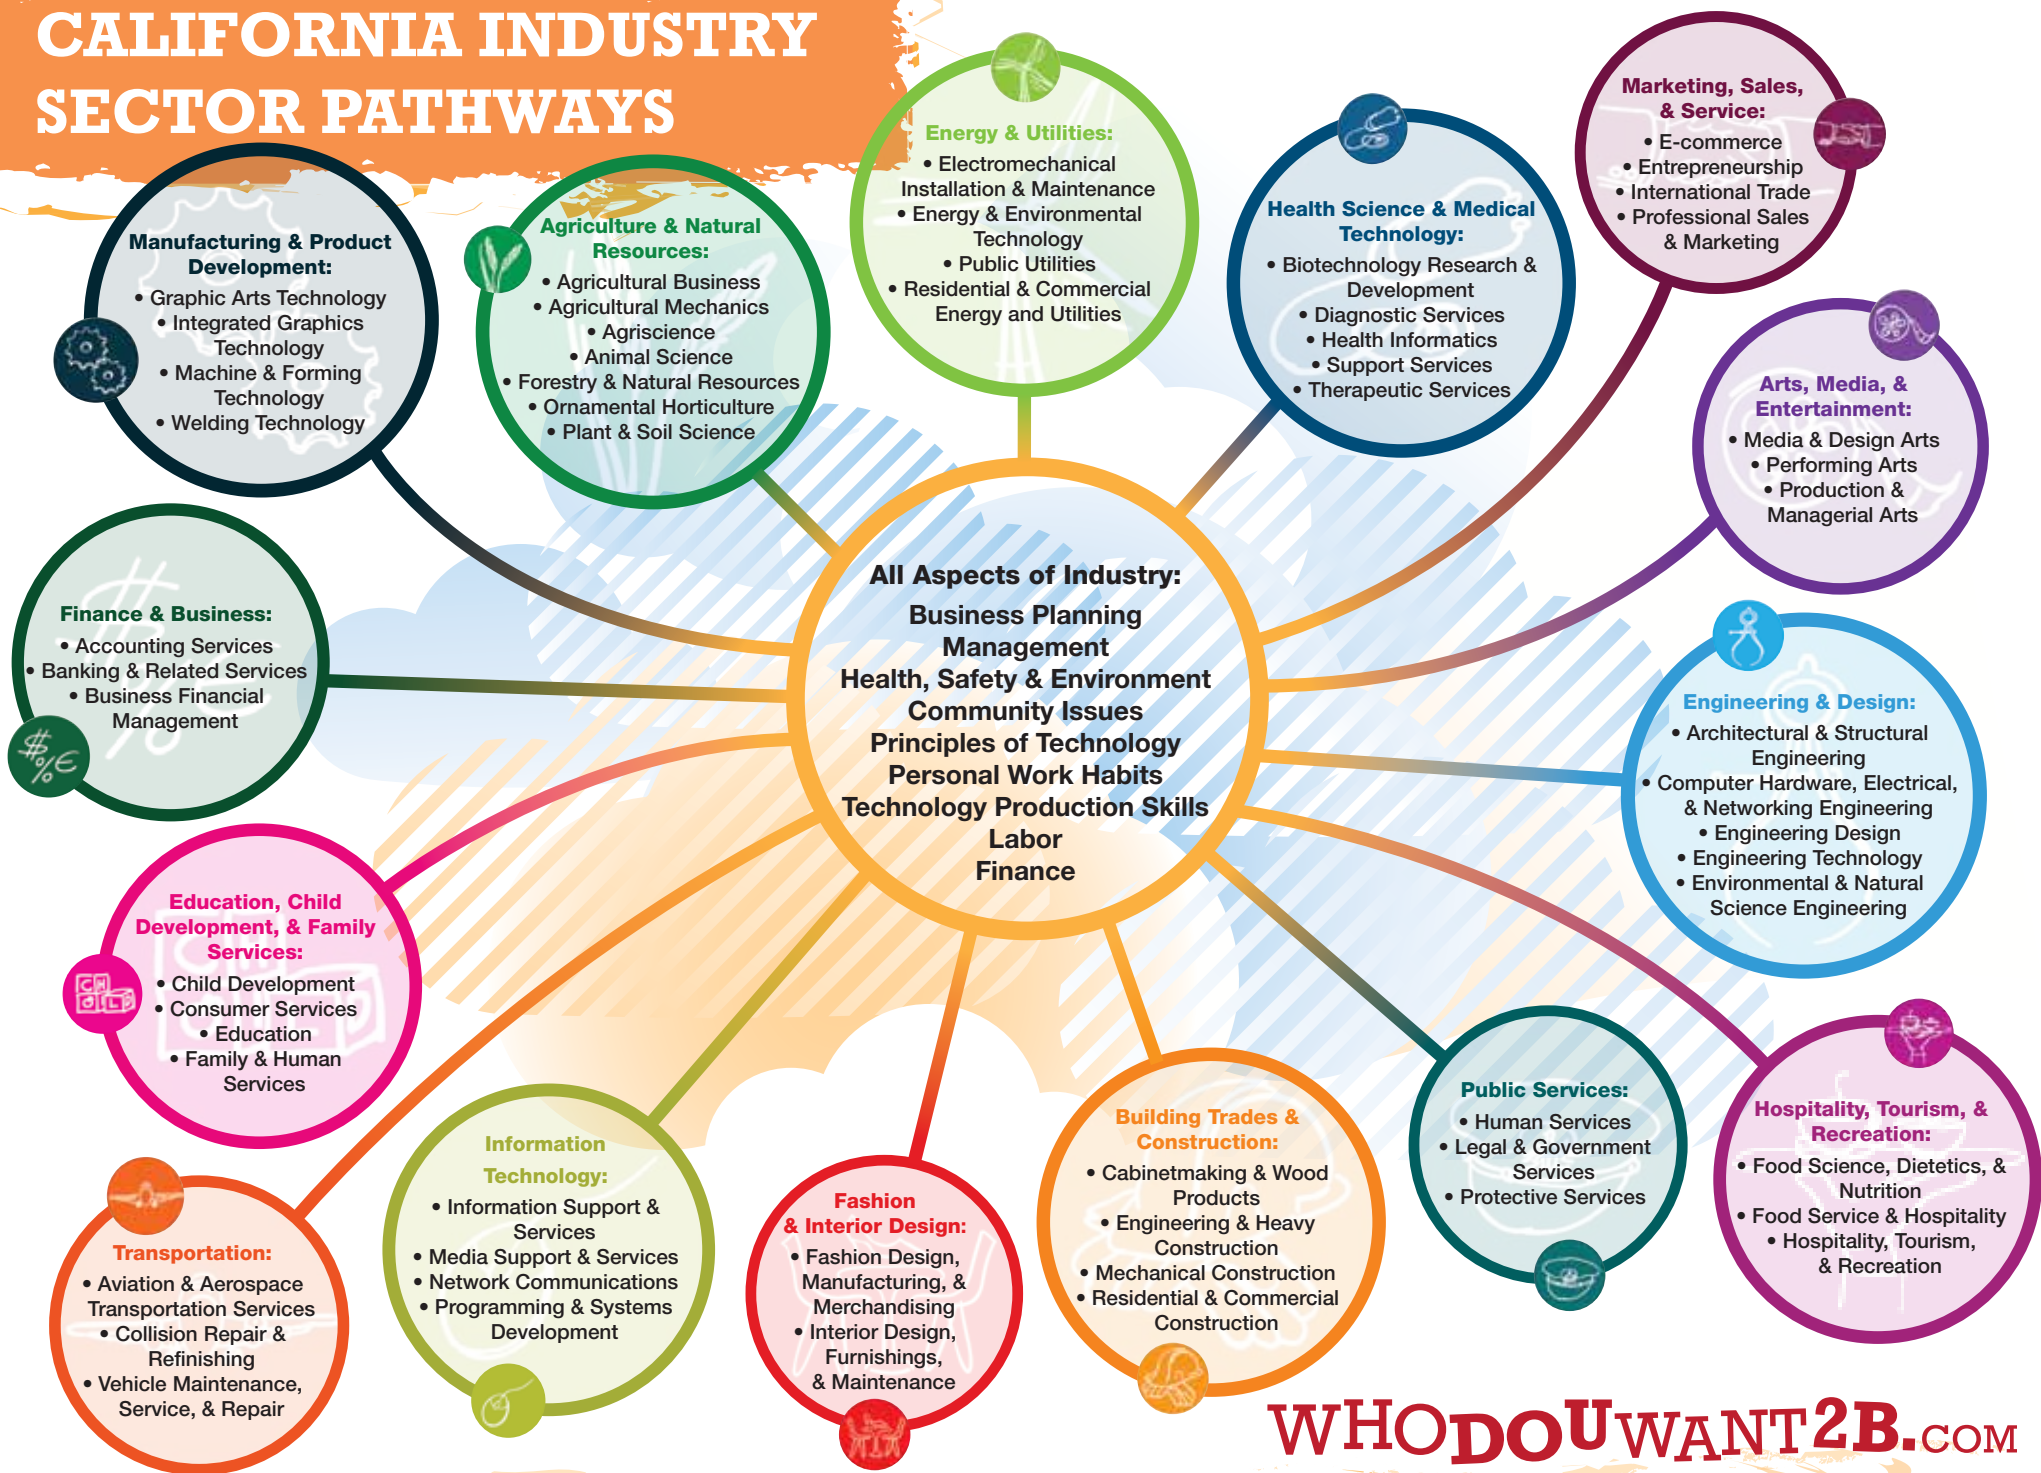 CALIFORNIA INDUSTRY
SECTOR PATHWAYS
Manufacturing & Product
Development:
• Graphic Arts Technology
• Integrated Graphics
Technology
• Machine & Forming
Technology
• Welding Technology
Agriculture & Natural
Resources:
• Agricultural Business
• Agricultural Mechanics
• Agriscience
• Animal Science
• Forestry & Natural Resources
• Ornamental Horticulture
• Plant & Soil Science
Energy & Utilities:
• Electromechanical
Installation & Maintenance
• Energy & Environmental
Technology
• Public Utilities
• Residential & Commercial
Energy and Utilities
Health Science & Medical
Technology:
• Biotechnology Research &
Development
• Diagnostic Services
• Health Informatics
• Support Services
• Therapeutic Services
Marketing, Sales,
& Service:
• E-commerce
• Entrepreneurship
• International Trade
• Professional Sales
& Marketing
Arts, Media, &
Entertainment:
• Media & Design Arts
• Performing Arts
• Production &
Managerial Arts
Finance & Business:
• Accounting Services
• Banking & Related Services
• Business Financial
Management
$
%€
All Aspects of Industry:
Business Planning
Management
Health, Safety & Environment
Community Issues
Principles of Technology
Personal Work Habits
Technology Production Skills
Labor
Finance
Engineering & Design:
• Architectural & Structural
Engineering
• Computer Hardware, Electrical,
& Networking Engineering
• Engineering Design
• Engineering Technology
• Environmental & Natural
Science Engineering
Education, Child
Development, & Family
Services:
• Child Development
• Consumer Services
• Education
• Family & Human
Services
CH
ILD
Transportation:
• Aviation & Aerospace
Transportation Services
• Collision Repair &
Refinishing
• Vehicle Maintenance,
Service, & Repair
Information
Technology:
• Information Support &
Services
• Media Support & Services
• Network Communications
• Programming & Systems
Development
Fashion
& Interior Design:
• Fashion Design,
Manufacturing, &
Merchandising
• Interior Design,
Furnishings,
& Maintenance
Building Trades &
Construction:
• Cabinetmaking & Wood
Products
• Engineering & Heavy
Construction
• Mechanical Construction
• Residential & Commercial
Construction
Public Services:
• Human Services
• Legal & Government
Services
• Protective Services
Hospitality, Tourism, &
Recreation:
• Food Science, Dietetics, &
Nutrition
• Food Service & Hospitality
• Hospitality, Tourism,
& Recreation
WHODOUWANT2B.COM